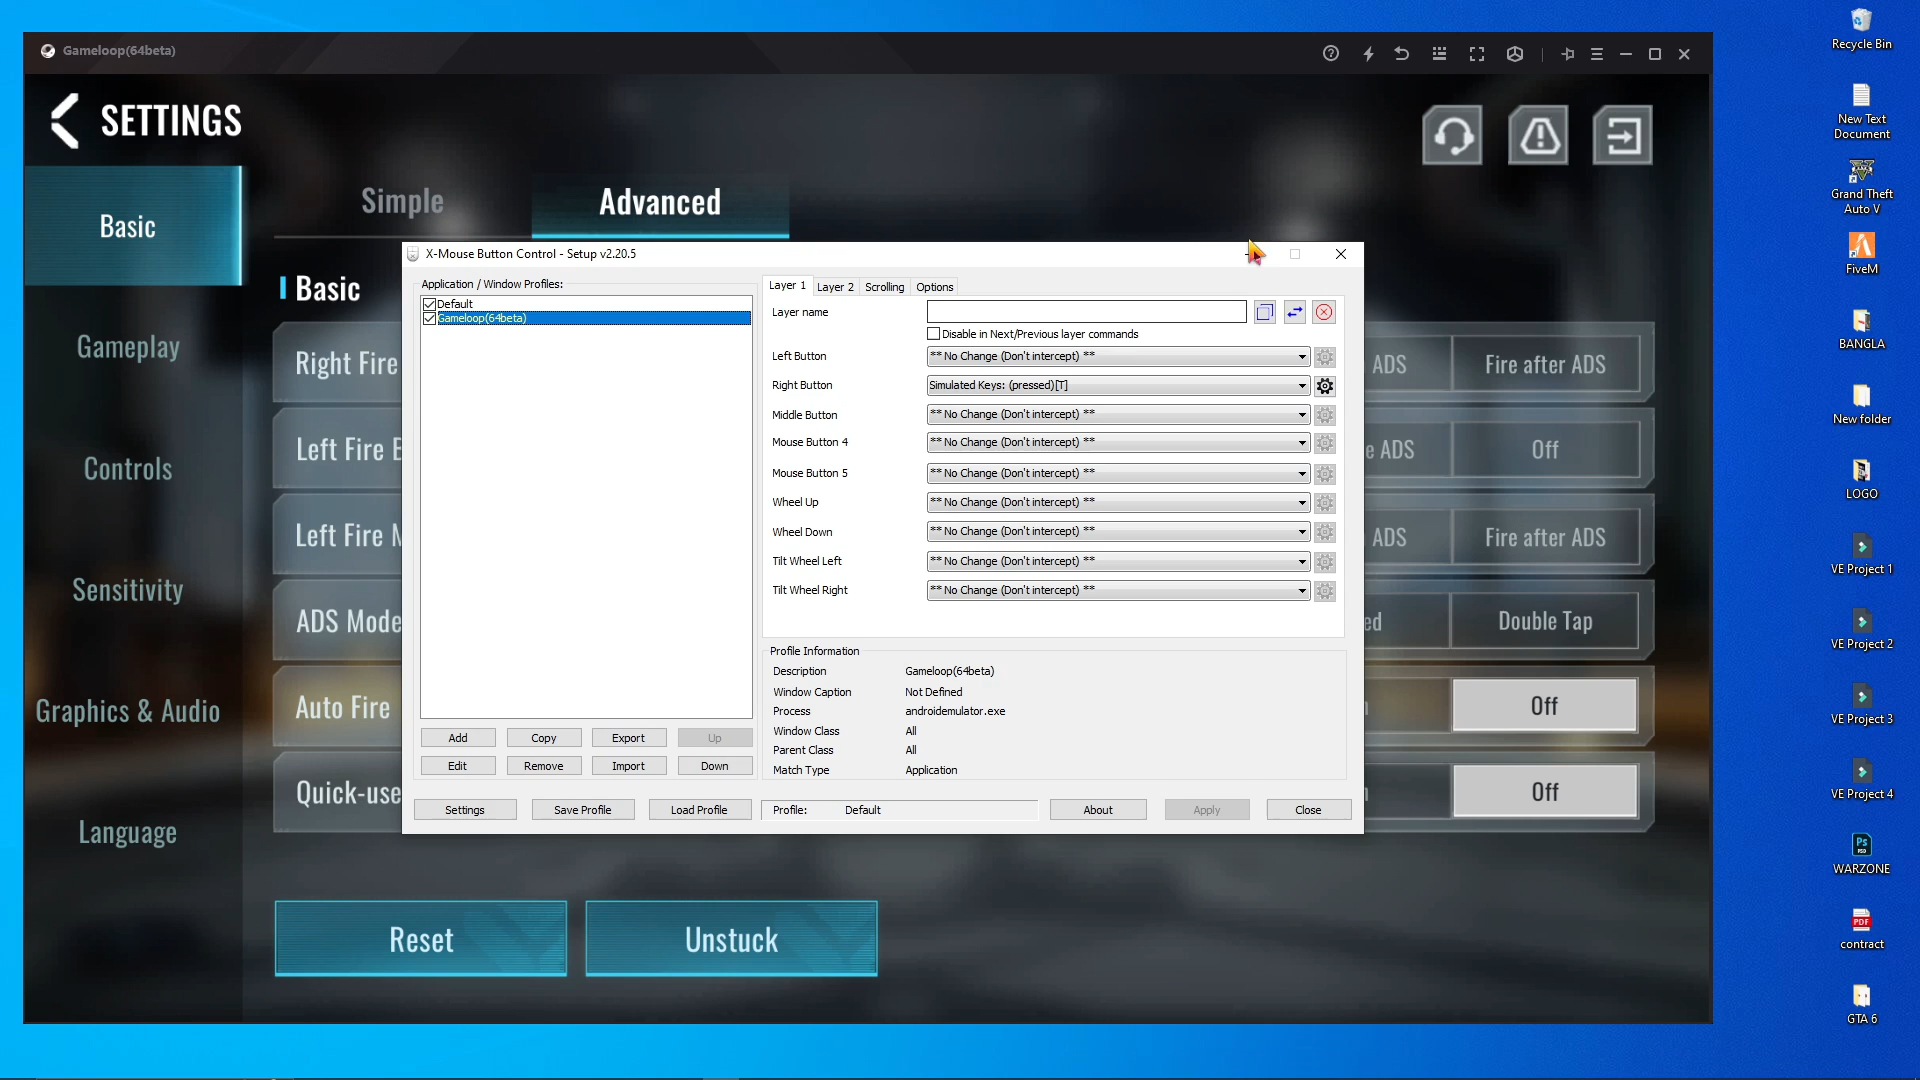 Gameloop(64beta)
SETTINGS
Simple
Advanced
Basic
Gameplay
Controls
Sensitivity
Graphics & Audio
Language
Basic
Right Fire
ADS
Fire after ADS
Left Fire
ADS
Off
Left Fire
ADS
Fire after ADS
ADS Mode
Double Tap
Auto Fire
Off
Quick-use
Off
Reset
Unstuck
X-Mouse Button Control - Setup v2.20.5
Application / Window Profiles:
Default
Gameloop(64beta)
Add
Copy
Export
Up
Edit
Remove
Import
Down
Layer 1
Layer 2
Scrolling
Options
Layer name
Disable in Next/Previous layer commands
Left Button
** No Change (Don't intercept) **
Right Button
Simulated Keys: (pressed)[T]
Middle Button
** No Change (Don't intercept) **
Mouse Button 4
** No Change (Don't intercept) **
Mouse Button 5
** No Change (Don't intercept) **
Wheel Up
** No Change (Don't intercept) **
Wheel Down
** No Change (Don't intercept) **
Tilt Wheel Left
** No Change (Don't intercept) **
Tilt Wheel Right
** No Change (Don't intercept) **
Profile Information
Description
Gameloop(64beta)
Window Caption
Not Defined
Process
androidemulator.exe
Window Class
All
Parent Class
All
Match Type
Application
Settings
Save Profile
Load Profile
Profile:
Default
About
Apply
Close
Recycle Bin
New Text
Document
Grand Theft
Auto V
FiveM
BANGLA
New folder
LOGO
VE Project 1
VE Project 2
VE Project 3
VE Project 4
Ps
PSD
WARZONE
PDF
contract
GTA 6